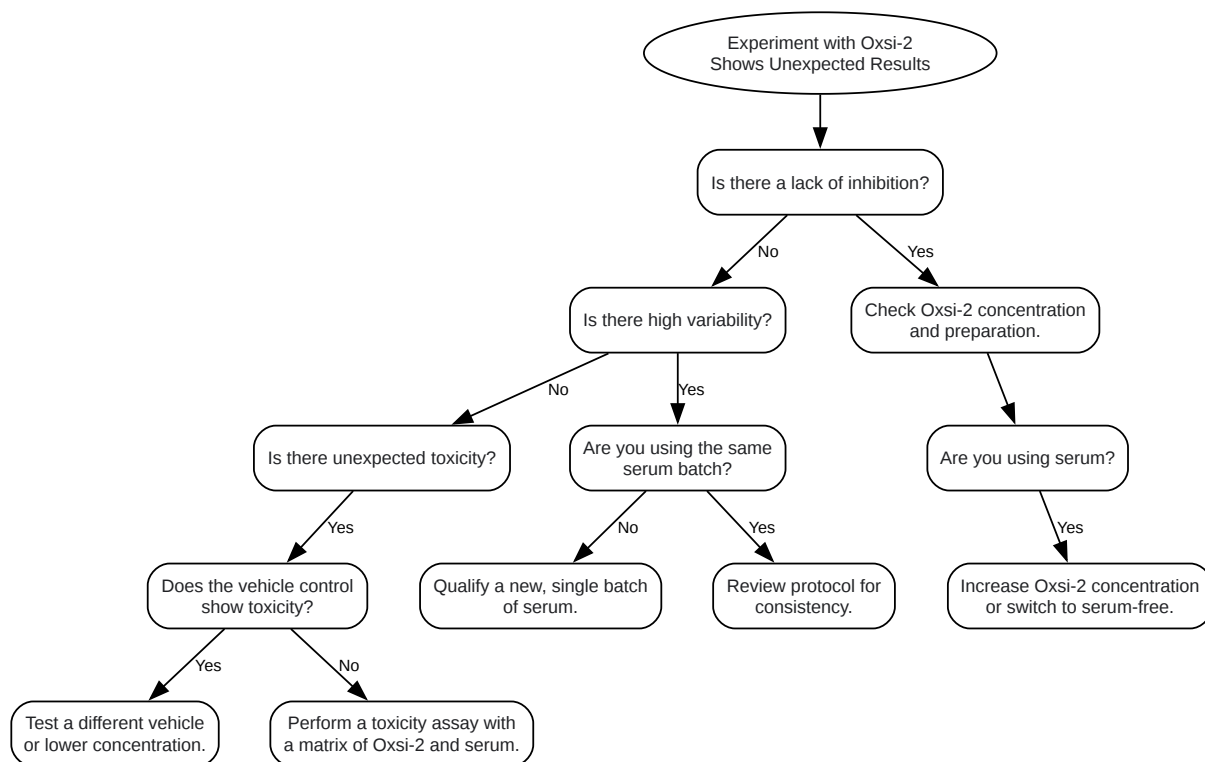 Experiment with Oxsi-2
Shows Unexpected Results
Is there a lack of inhibition?
No
Yes
Is there high variability?
Check Oxsi-2 concentration
and preparation.
No
Yes
Is there unexpected toxicity?
Are you using the same
serum batch?
Are you using serum?
Yes
No
Yes
Yes
Does the vehicle control
show toxicity?
Qualify a new, single batch
of serum.
Review protocol for
consistency.
Increase Oxsi-2 concentration
or switch to serum-free.
Yes
No
Test a different vehicle
or lower concentration.
Perform a toxicity assay with
a matrix of Oxsi-2 and serum.